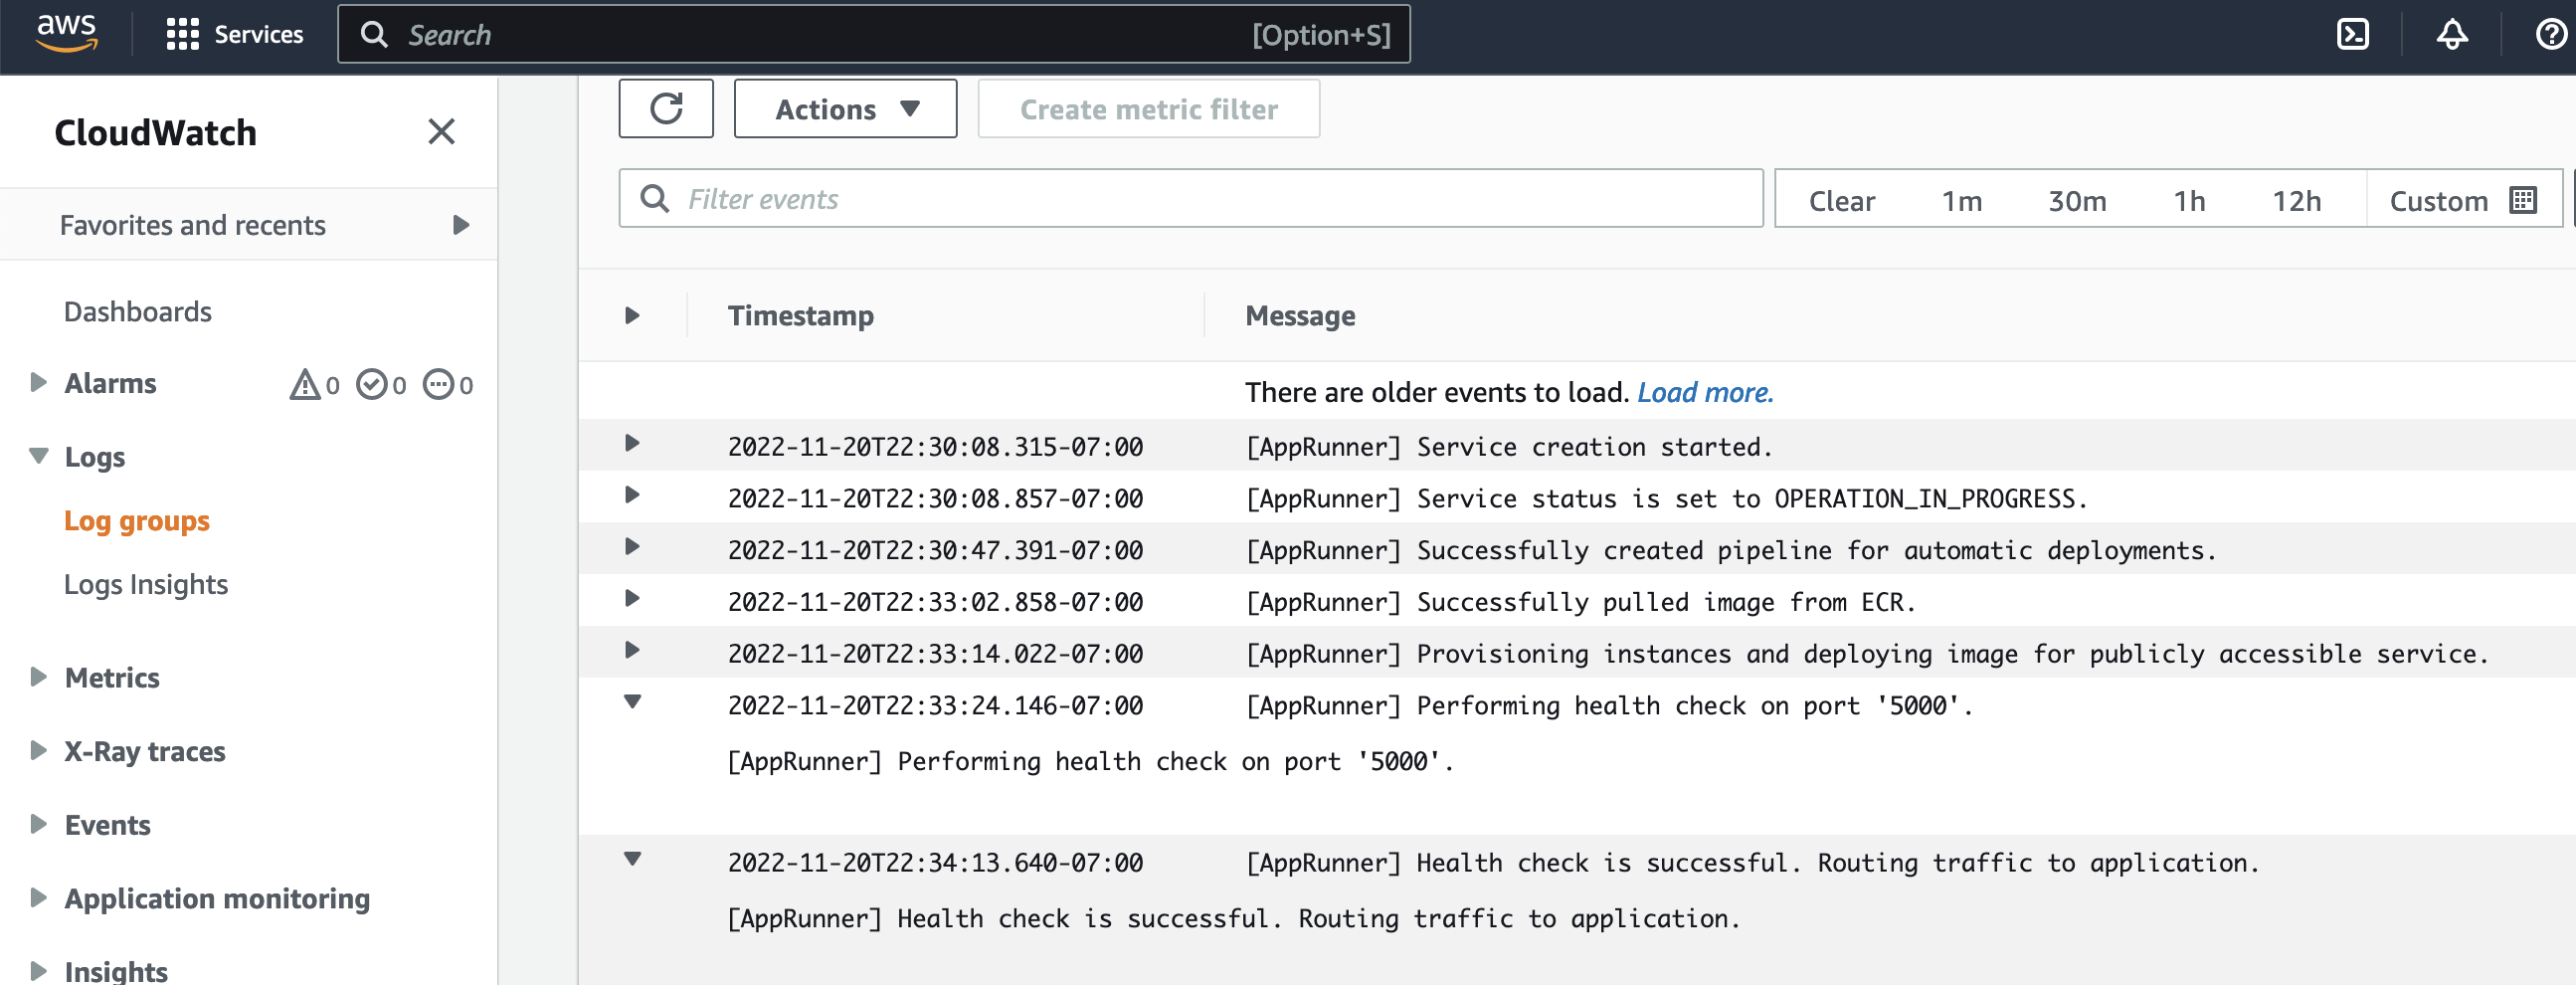 aws Services Search [Option+S]
CloudWatch
Favorites and recents
Dashboards
Alarms 0 0 0
Logs
Log groups
Logs Insights
Metrics
X-Ray traces
Events
Application monitoring
Insights
Actions Create metric filter
Filter events Clear 1m 30m 1h 12h Custom
Timestamp Message
There are older events to load. Load more.
2022-11-20T22:30:08.315-07:00 [AppRunner] Service creation started.
2022-11-20T22:30:08.857-07:00 [AppRunner] Service status is set to OPERATION_IN_PROGRESS.
2022-11-20T22:30:47.391-07:00 [AppRunner] Successfully created pipeline for automatic deployments.
2022-11-20T22:33:02.858-07:00 [AppRunner] Successfully pulled image from ECR.
2022-11-20T22:33:14.022-07:00 [AppRunner] Provisioning instances and deploying image for publicly accessible service.
2022-11-20T22:33:24.146-07:00 [AppRunner] Performing health check on port '5000'.
[AppRunner] Performing health check on port '5000'.
2022-11-20T22:34:13.640-07:00 [AppRunner] Health check is successful. Routing traffic to application.
[AppRunner] Health check is successful. Routing traffic to application.